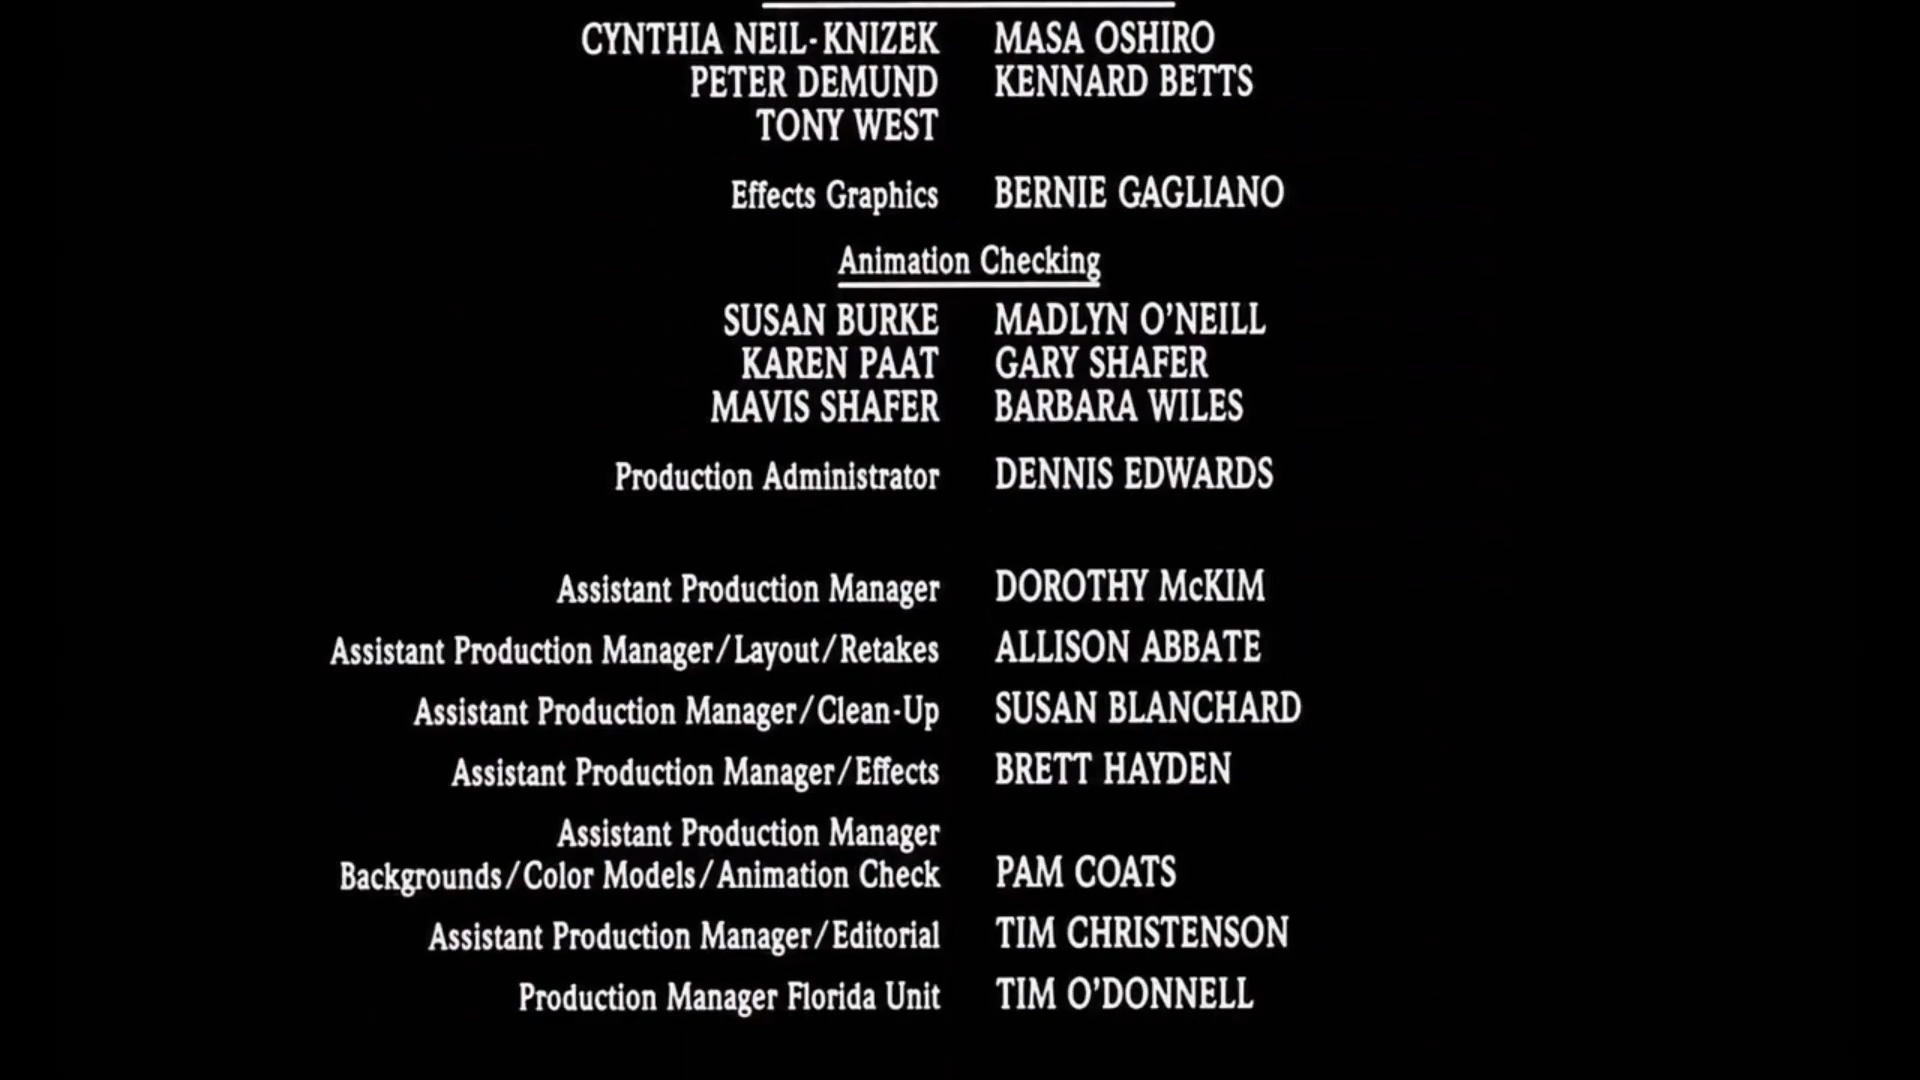 CYNTHIA NEIL-KNIZEK MASA OSHIRO
PETER DEMUND KENNARD BETTS
TONY WEST
Effects Graphics BERNIE GAGLIANO
Animation Checking
SUSAN BURKE MADLYN O'NEILL
KAREN PAAT GARY SHAFER
MAVIS SHAFER BARBARA WILES
Production Administrator DENNIS EDWARDS
Assistant Production Manager DOROTHY McKIM
Assistant Production Manager/Layout/Retakes ALLISON ABBATE
Assistant Production Manager/Clean-Up SUSAN BLANCHARD
Assistant Production Manager/Effects BRETT HAYDEN
Assistant Production Manager
Backgrounds/Color Models/Animation Check PAM COATS
Assistant Production Manager/Editorial TIM CHRISTENSON
Production Manager Florida Unit TIM O'DONNELL